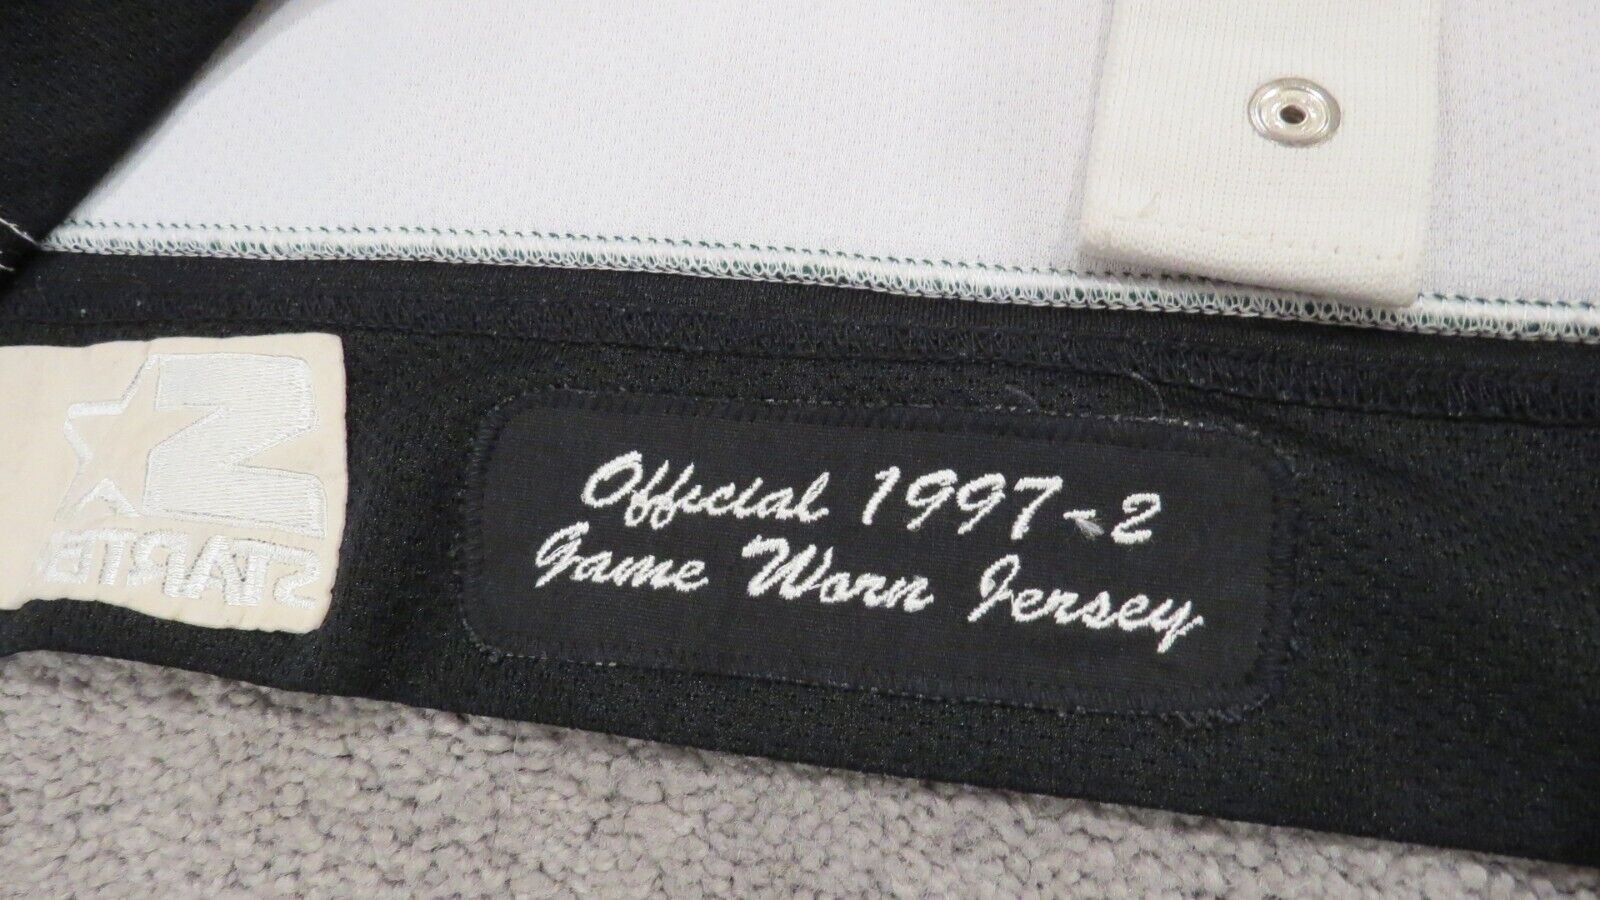 Official 1997-2
Game Worn Jersey
STARTER